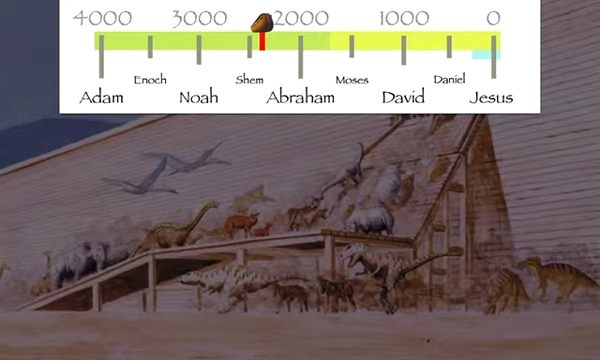 4000 3000 2000 1000 0
Enoch Shem Moses Daniel
Adam Noah Abraham David Jesus